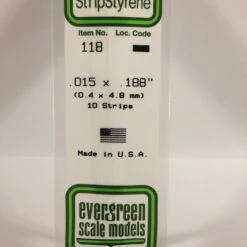 StripStyrene
Item No. Loc. Code
118
.015 x .188"
(0.4 x 4.8 mm)
10 Strips
Made in U.S.A.
evergreen
scale models